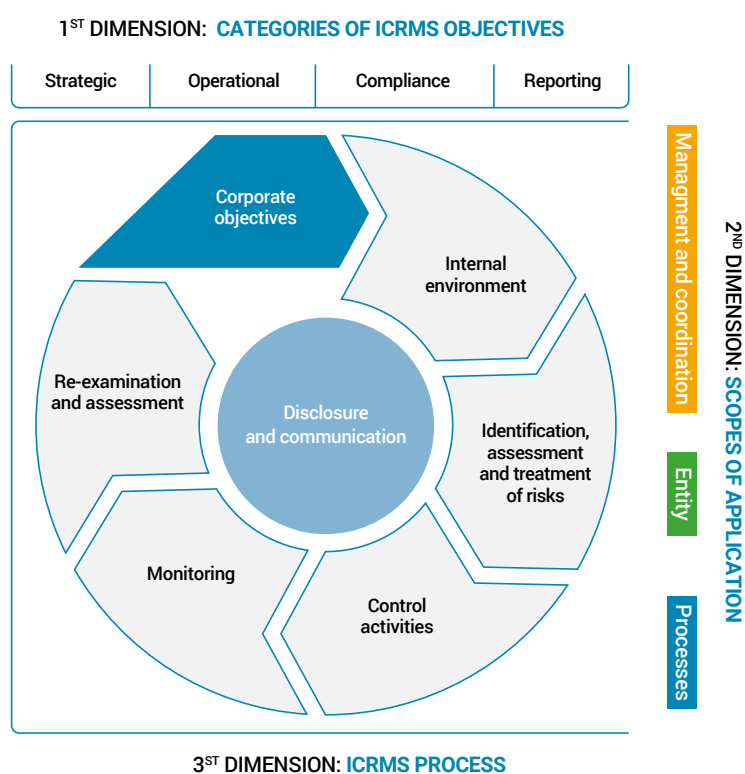 1ST DIMENSION: CATEGORIES OF ICRMS OBJECTIVES
Strategic
Operational
Compliance
Reporting
Corporate
objectives
Internal
environment
Identification,
assessment
and treatment
of risks
Control
activities
Monitoring
Re-examination
and assessment
Disclosure
and communication
Managment and coordination
Entity
Processes
2ND DIMENSION: SCOPES OF APPLICATION
3ST DIMENSION: ICRMS PROCESS